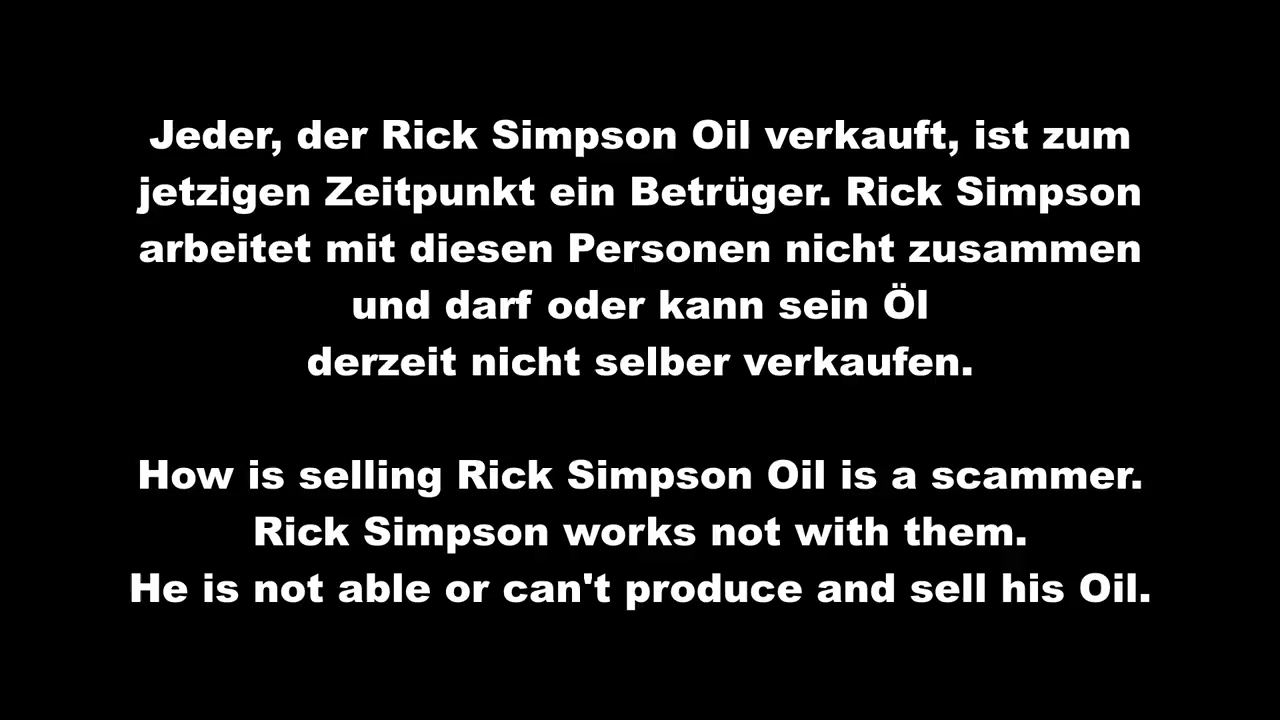 Jeder, der Rick Simpson Oil verkauft, ist zum
jetzigen Zeitpunkt ein Betrüger. Rick Simpson
arbeitet mit diesen Personen nicht zusammen
und darf oder kann sein Öl
derzeit nicht selber verkaufen.
How is selling Rick Simpson Oil is a scammer.
Rick Simpson works not with them.
He is not able or can't produce and sell his Oil.